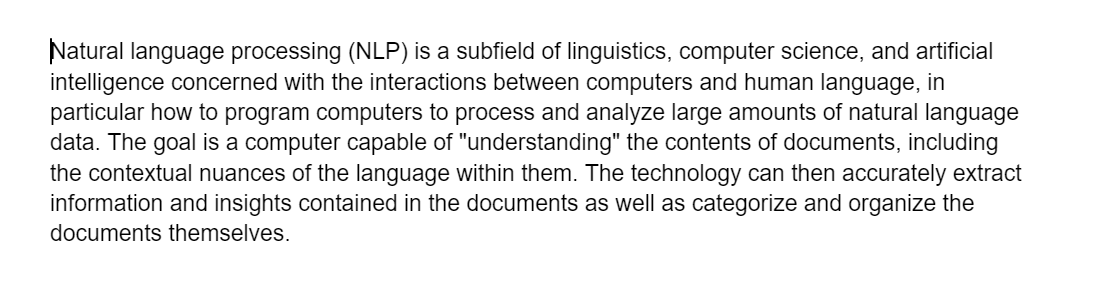 Natural language processing (NLP) is a subfield of linguistics, computer science, and artificial
intelligence concerned with the interactions between computers and human language, in
particular how to program computers to process and analyze large amounts of natural language
data. The goal is a computer capable of "understanding" the contents of documents, including
the contextual nuances of the language within them. The technology can then accurately extract
information and insights contained in the documents as well as categorize and organize the
documents themselves.